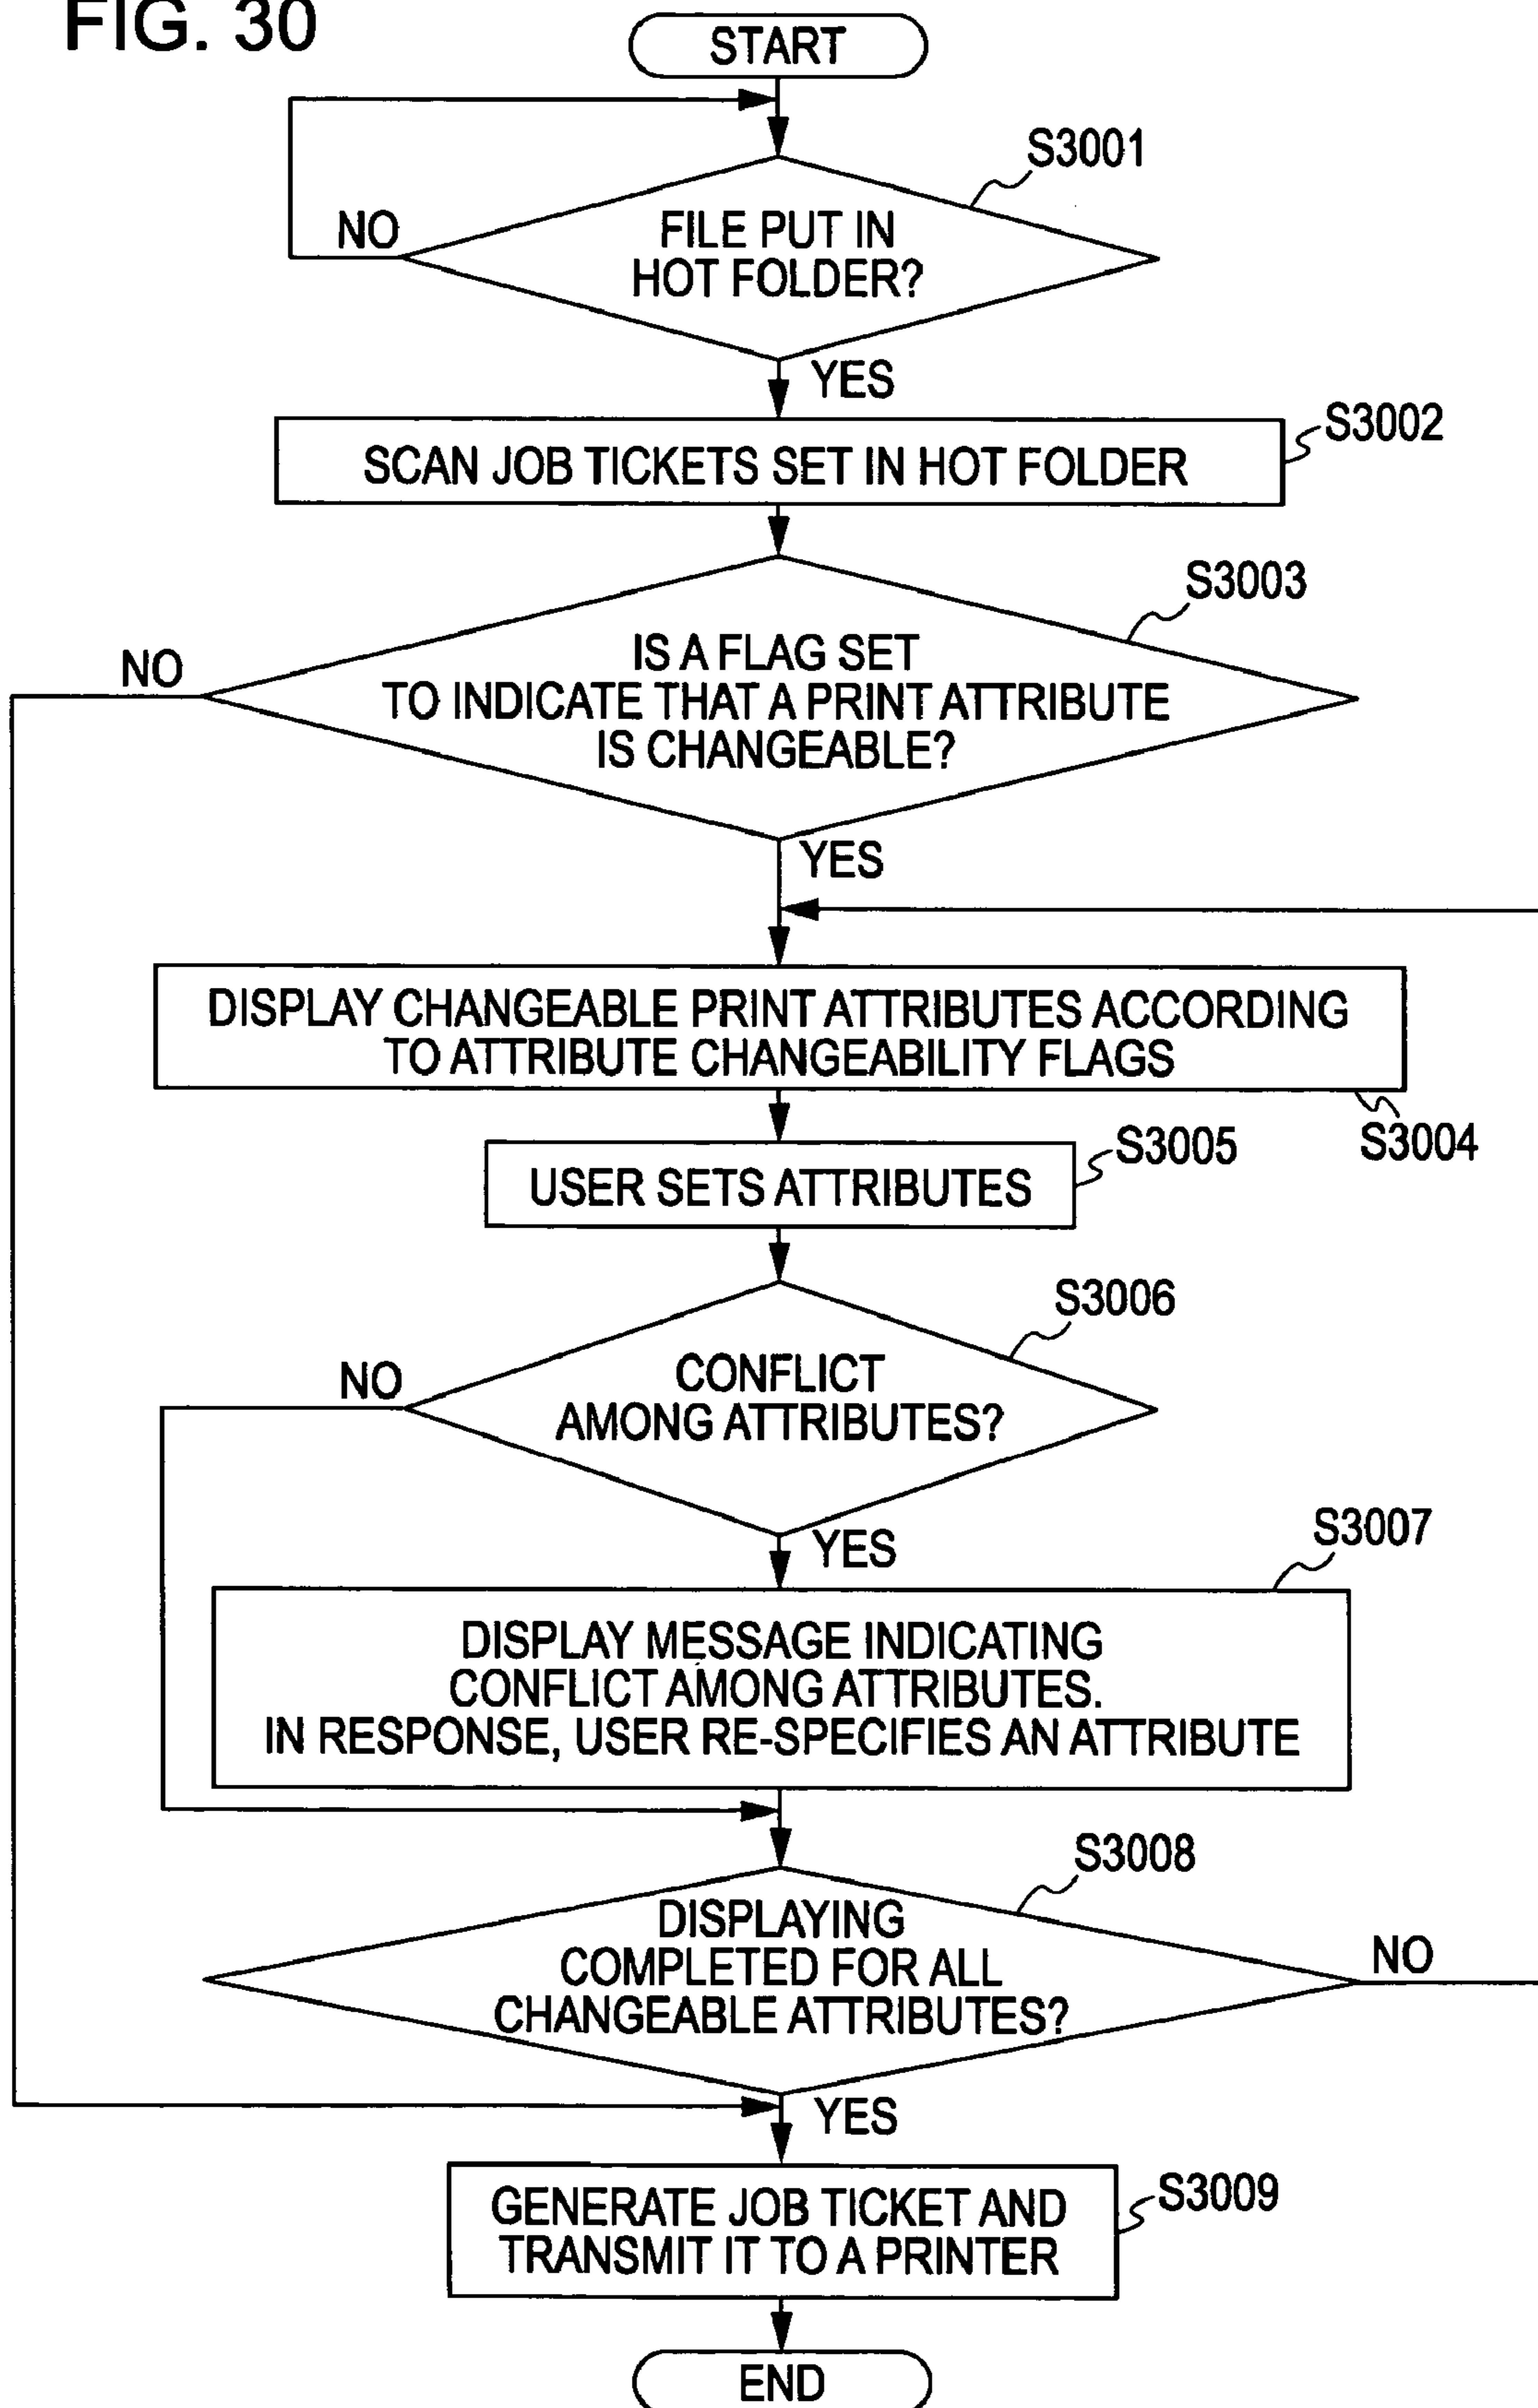 FIG. 30
START
S3001
NO
FILE PUT IN
HOT FOLDER?
YES
S3002
SCAN JOB TICKETS SET IN HOT FOLDER
S3003
NO
IS A FLAG SET
TO INDICATE THAT A PRINT ATTRIBUTE
IS CHANGEABLE?
YES
DISPLAY CHANGEABLE PRINT ATTRIBUTES ACCORDING
TO ATTRIBUTE CHANGEABILITY FLAGS
S3004
S3005
USER SETS ATTRIBUTES
S3006
NO
CONFLICT
AMONG ATTRIBUTES?
YES
S3007
DISPLAY MESSAGE INDICATING
CONFLICT AMONG ATTRIBUTES.
IN RESPONSE, USER RE-SPECIFIES AN ATTRIBUTE
S3008
DISPLAYING
COMPLETED FOR ALL
CHANGEABLE ATTRIBUTES?
NO
YES
S3009
GENERATE JOB TICKET AND
TRANSMIT IT TO A PRINTER
END